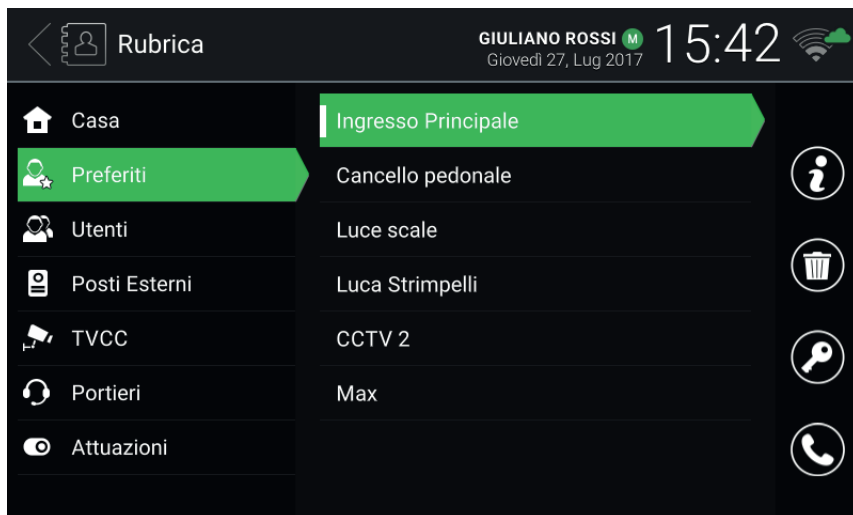 Rubrica
GIULIANO ROSSI M
Giovedì 27, Lug 2017
15:42
Casa
Preferiti
Utenti
Posti Esterni
TVCC
Portieri
Attuazioni
Ingresso Principale
Cancello pedonale
Luce scale
Luca Strimpelli
CCTV 2
Max